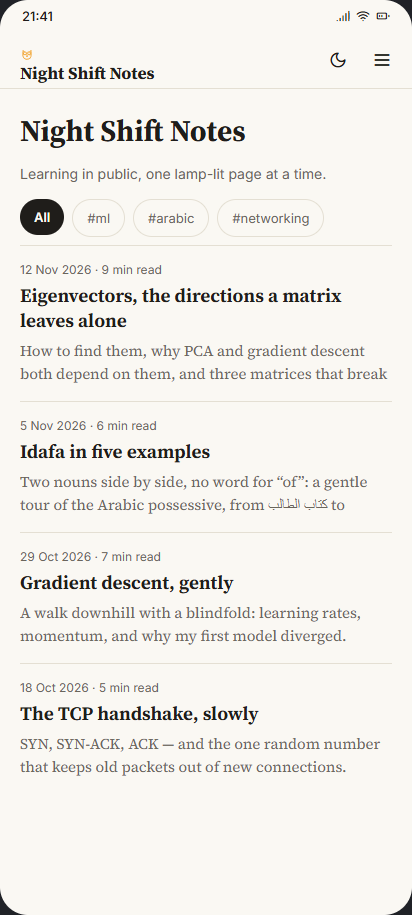 21:41
Night Shift Notes
Night Shift Notes
Learning in public, one lamp-lit page at a time.
All #ml #arabic #networking
12 Nov 2026 · 9 min read
Eigenvectors, the directions a matrix
leaves alone
How to find them, why PCA and gradient descent
both depend on them, and three matrices that break
5 Nov 2026 · 6 min read
Idafa in five examples
Two nouns side by side, no word for “of”: a gentle
tour of the Arabic possessive, from كتاب الطالب to
29 Oct 2026 · 7 min read
Gradient descent, gently
A walk downhill with a blindfold: learning rates,
momentum, and why my first model diverged.
18 Oct 2026 · 5 min read
The TCP handshake, slowly
SYN, SYN-ACK, ACK — and the one random number
that keeps old packets out of new connections.